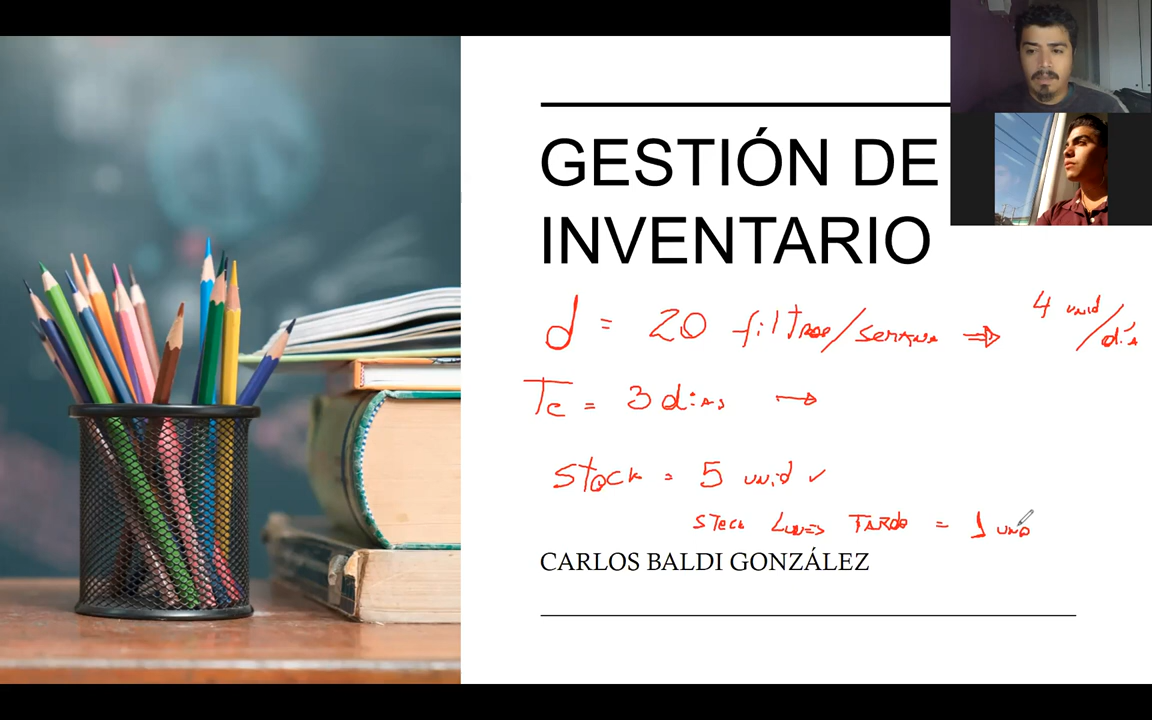 GESTIÓN DE
INVENTARIO
d = 20 filtros/semana ⇒ 4 unid/día
Tc = 3 días →
Stock = 5 unid ✓
Stock Lunes Tarde = 1 und
CARLOS BALDI GONZÁLEZ